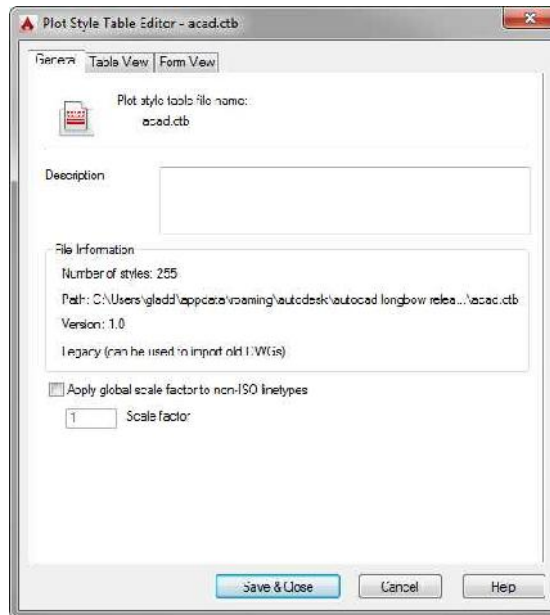 Plot Style Table Editor - acad.ctb
General Table View Form View
Plot style table file name:
acad.ctb
Description
File Information
Number of styles: 255
Path: C:\Users\gladd\appdata\roaming\autodesk\autocad longbow relea...\acad.ctb
Version: 1.0
Legacy (can be used to import old DWGs)
Apply global scale factor to non-ISO linetypes
1 Scale factor
Save & Close Cancel Help